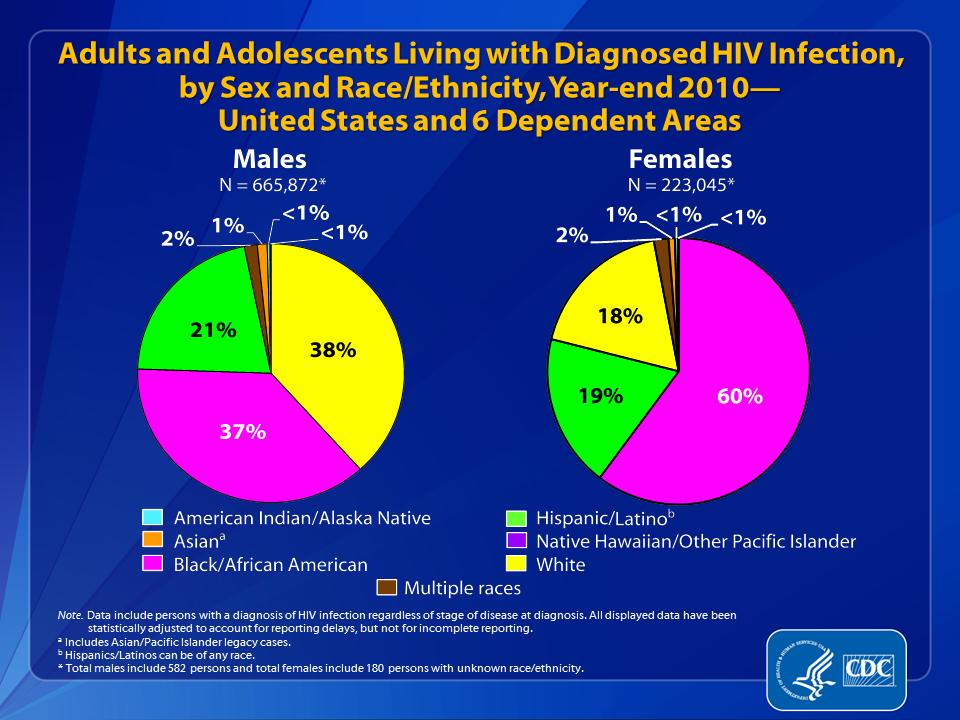 Adults and Adolescents Living with Diagnosed HIV Infection,
by Sex and Race/Ethnicity, Year-end 2010—
United States and 6 Dependent Areas
Males
N = 665,872*
Females
N = 223,045*
2%
1%
<1%
<1%
21%
38%
37%
2%
1%
<1%
<1%
18%
19%
60%
American Indian/Alaska Native
Asianᵃ
Black/African American
Hispanic/Latinoᵇ
Native Hawaiian/Other Pacific Islander
White
Multiple races
Note. Data include persons with a diagnosis of HIV infection regardless of stage of disease at diagnosis. All displayed data have been
statistically adjusted to account for reporting delays, but not for incomplete reporting.
ᵃ Includes Asian/Pacific Islander legacy cases.
ᵇ Hispanics/Latinos can be of any race.
* Total males include 582 persons and total females include 180 persons with unknown race/ethnicity.
DEPARTMENT OF HEALTH & HUMAN SERVICES USA
CDC